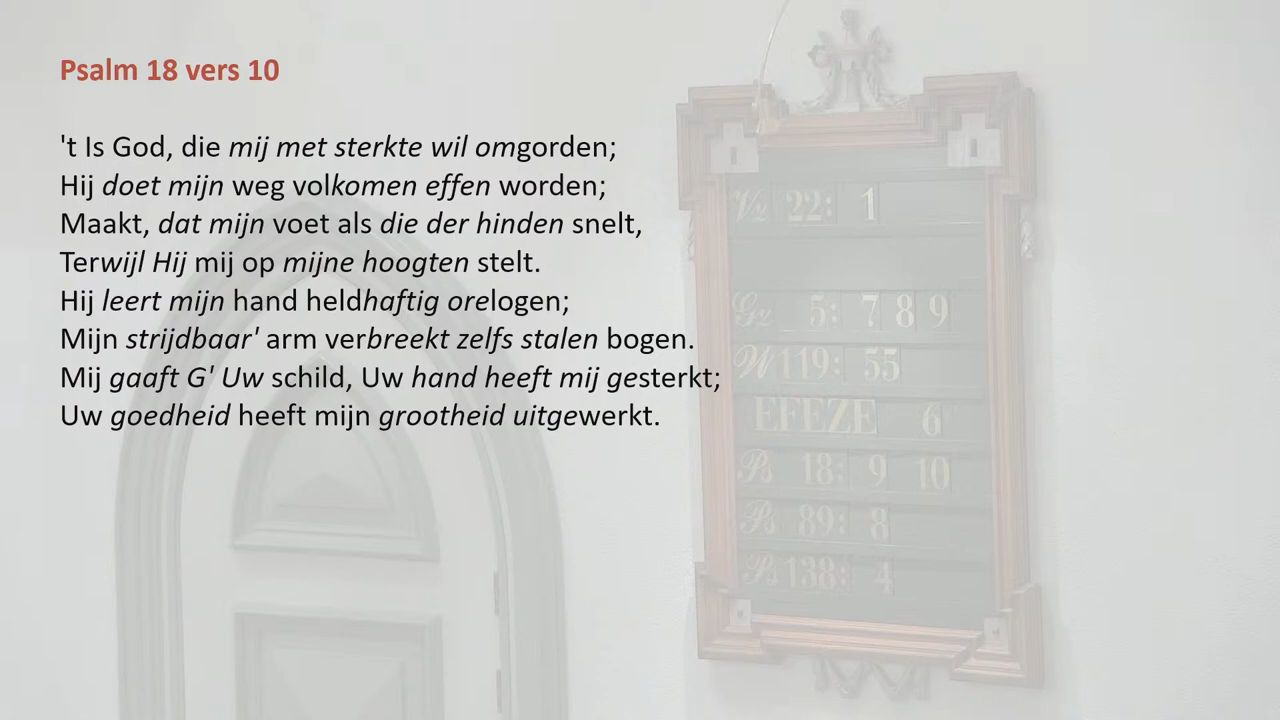 Psalm 18 vers 10
't Is God, die mij met sterkte wil omgorden;
Hij doet mijn weg volkomen effen worden;
Maakt, dat mijn voet als die der hinden snelt,
Terwijl Hij mij op mijne hoogten stelt.
Hij leert mijn hand heldhaftig orelogen;
Mijn strijdbaar' arm verbreekt zelfs stalen bogen.
Mij gaaft G' Uw schild, Uw hand heeft mij gesterkt;
Uw goedheid heeft mijn grootheid uitgewerkt.
22: 1
Gz 5: 7 8 9
W 119: 55
EFEZE 6
Ps 18: 9 10
Ps 89: 8
Ps 138: 4